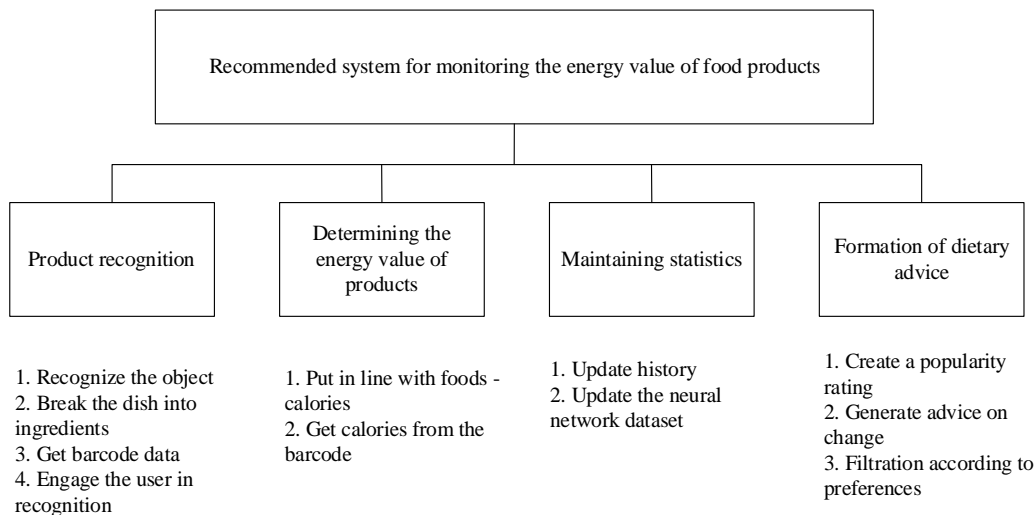 Recommended system for monitoring the energy value of food products
Product recognition
1. Recognize the object
2. Break the dish into
ingredients
3. Get barcode data
4. Engage the user in
recognition
Determining the
energy value of
products
1. Put in line with foods -
calories
2. Get calories from the
barcode
Maintaining statistics
1. Update history
2. Update the neural
network dataset
Formation of dietary
advice
1. Create a popularity
rating
2. Generate advice on
change
3. Filtration according to
preferences